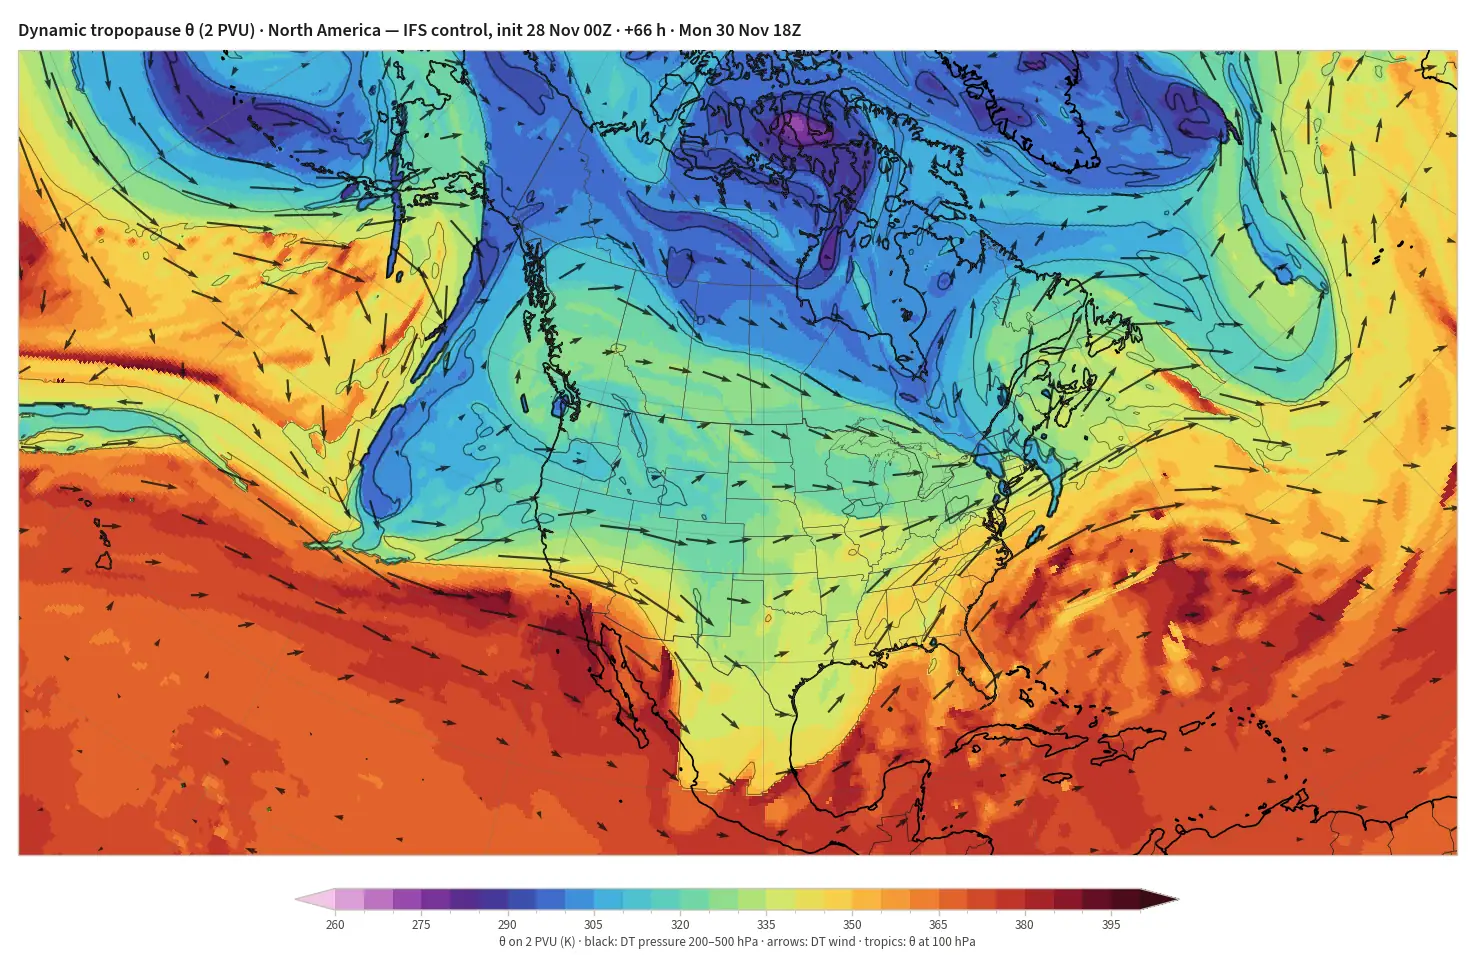 Dynamic tropopause θ (2 PVU) · North America — IFS control, init 28 Nov 00Z · +66 h · Mon 30 Nov 18Z
260 275 290 305 320 335 350 365 380 395
θ on 2 PVU (K) · black: DT pressure 200–500 hPa · arrows: DT wind · tropics: θ at 100 hPa